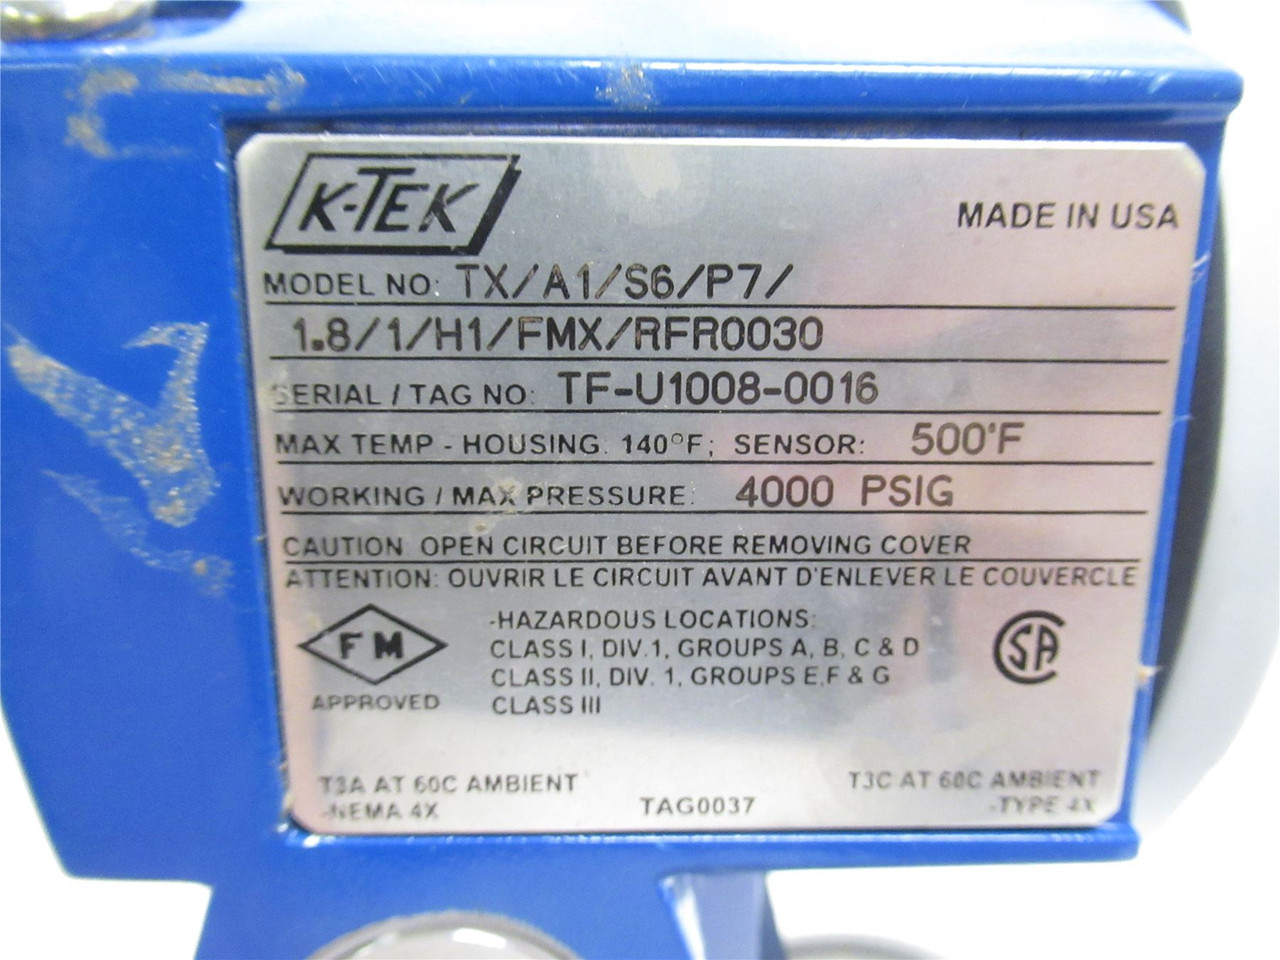 K-TEK
MADE IN USA
MODEL NO: TX/A1/S6/P7/
1.8/1/H1/FMX/RFR0030
SERIAL / TAG NO: TF-U1008-0016
MAX TEMP - HOUSING: 140°F; SENSOR: 500°F
WORKING / MAX PRESSURE: 4000 PSIG
CAUTION: OPEN CIRCUIT BEFORE REMOVING COVER
ATTENTION: OUVRIR LE CIRCUIT AVANT D'ENLEVER LE COUVERCLE
FM
APPROVED
-HAZARDOUS LOCATIONS:
CLASS I, DIV.1, GROUPS A, B, C & D
CLASS II, DIV. 1, GROUPS E,F & G
CLASS III
SA
T3A AT 60C AMBIENT
-NEMA 4X
TAG0037
T3C AT 60C AMBIENT
-TYPE 4X